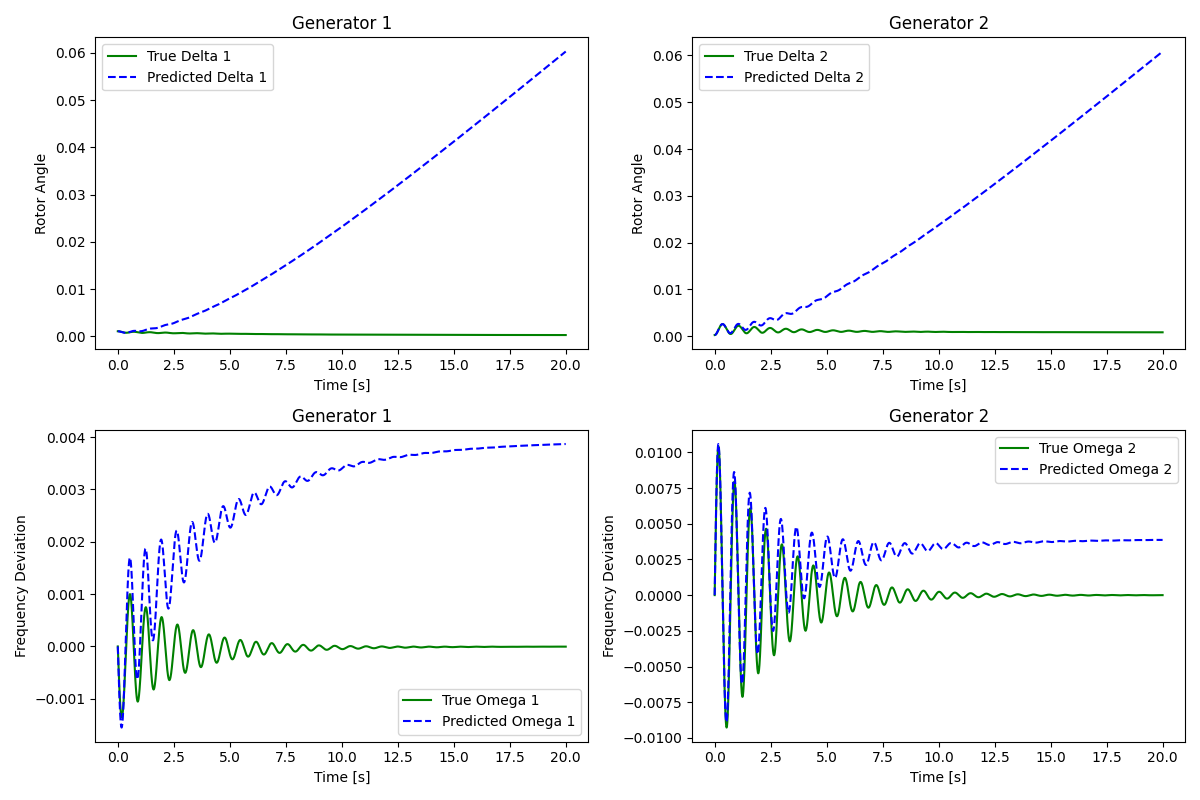 Generator 1
True Delta 1
Predicted Delta 1
Rotor Angle
0.06
0.05
0.04
0.03
0.02
0.01
0.00
0.0 2.5 5.0 7.5 10.0 12.5 15.0 17.5 20.0
Time [s]
Generator 2
True Delta 2
Predicted Delta 2
Rotor Angle
0.06
0.05
0.04
0.03
0.02
0.01
0.00
0.0 2.5 5.0 7.5 10.0 12.5 15.0 17.5 20.0
Time [s]
Generator 1
Frequency Deviation
0.004
0.003
0.002
0.001
0.000
−0.001
True Omega 1
Predicted Omega 1
0.0 2.5 5.0 7.5 10.0 12.5 15.0 17.5 20.0
Time [s]
Generator 2
True Omega 2
Predicted Omega 2
Frequency Deviation
0.0100
0.0075
0.0050
0.0025
0.0000
−0.0025
−0.0050
−0.0075
−0.0100
0.0 2.5 5.0 7.5 10.0 12.5 15.0 17.5 20.0
Time [s]